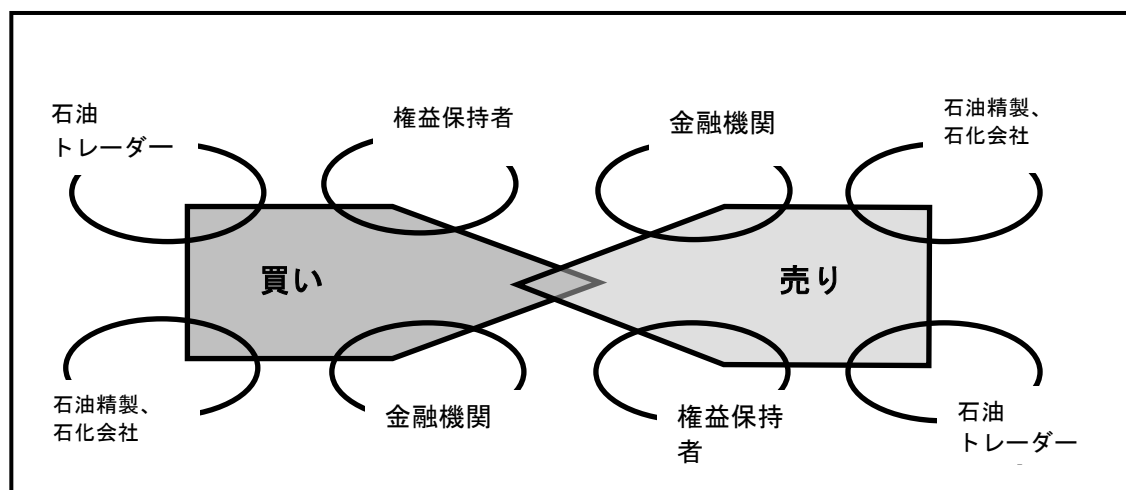 石油
トレーダー
権益保持者
金融機関
石油精製、
石化会社
買い
売り
石油精製、
石化会社
金融機関
権益保持
者
石油
トレーダー